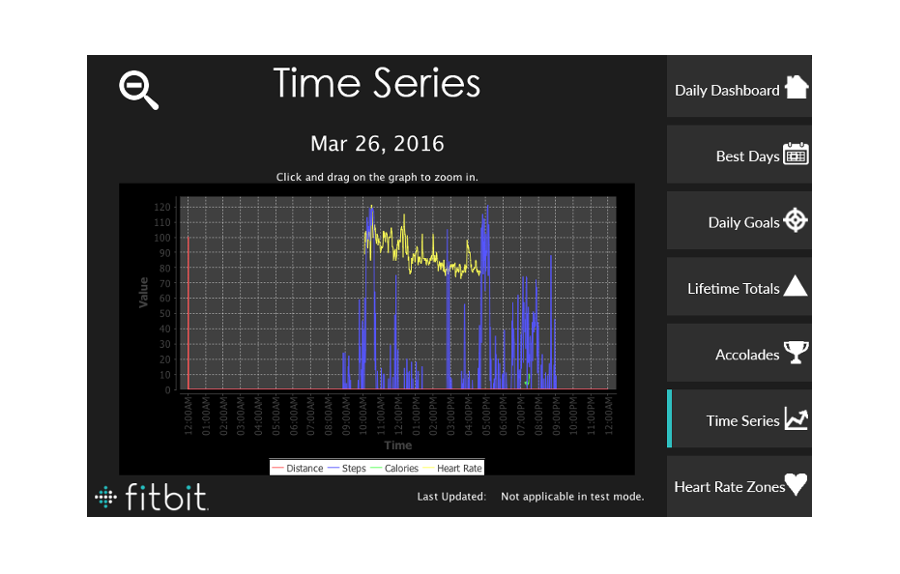 Time Series
Mar 26, 2016
Click and drag on the graph to zoom in.
120
110
100
90
80
70
60
50
40
30
20
10
0
Value
12:00AM
01:00AM
02:00AM
03:00AM
04:00AM
05:00AM
06:00AM
07:00AM
08:00AM
09:00AM
10:00AM
11:00AM
12:00PM
01:00PM
02:00PM
03:00PM
04:00PM
05:00PM
06:00PM
07:00PM
08:00PM
09:00PM
10:00PM
11:00PM
12:00AM
Time
Distance Steps Calories Heart Rate
fitbit
Last Updated: Not applicable in test mode.
Daily Dashboard
Best Days
Daily Goals
Lifetime Totals
Accolades
Time Series
Heart Rate Zones